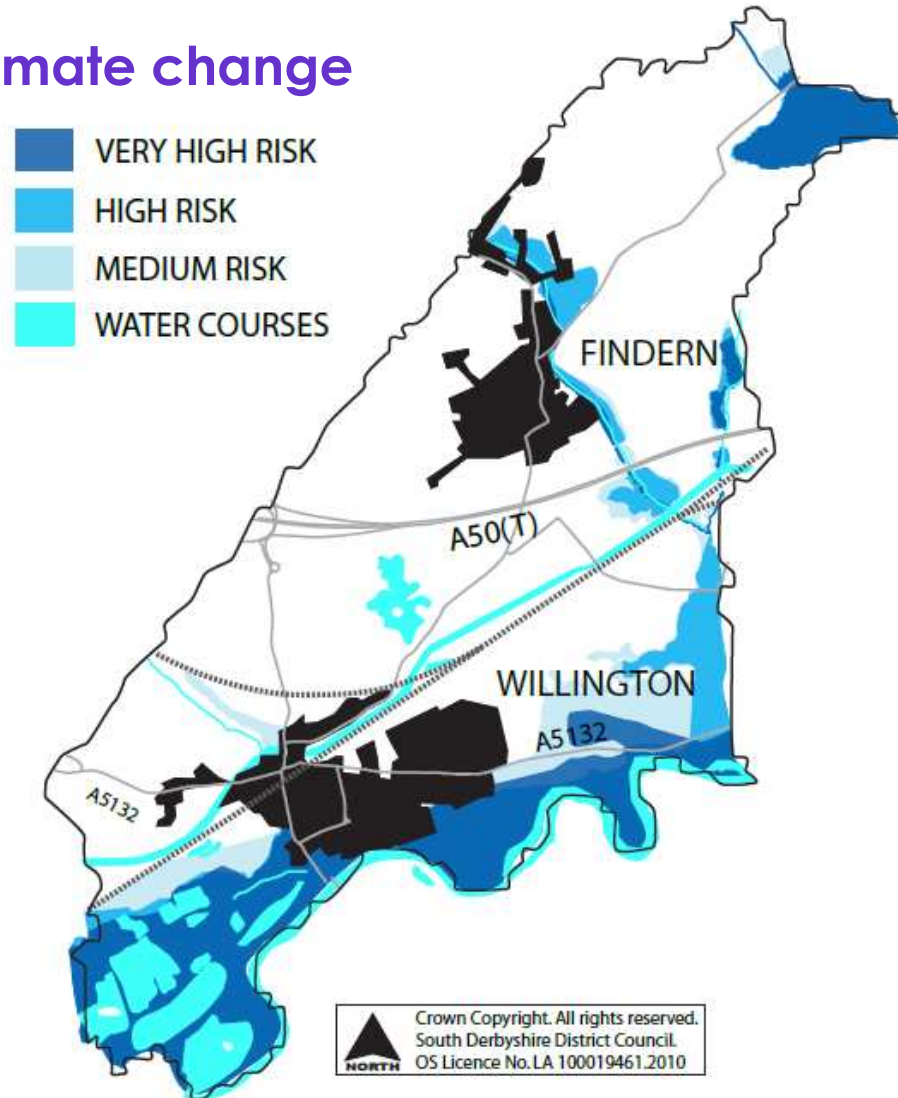 mate change
VERY HIGH RISK
HIGH RISK
MEDIUM RISK
WATER COURSES
FINDERN
A50(T)
WILLINGTON
A5132
A5132
NORTH
Crown Copyright. All rights reserved.
South Derbyshire District Council.
OS Licence No. LA 100019461.2010